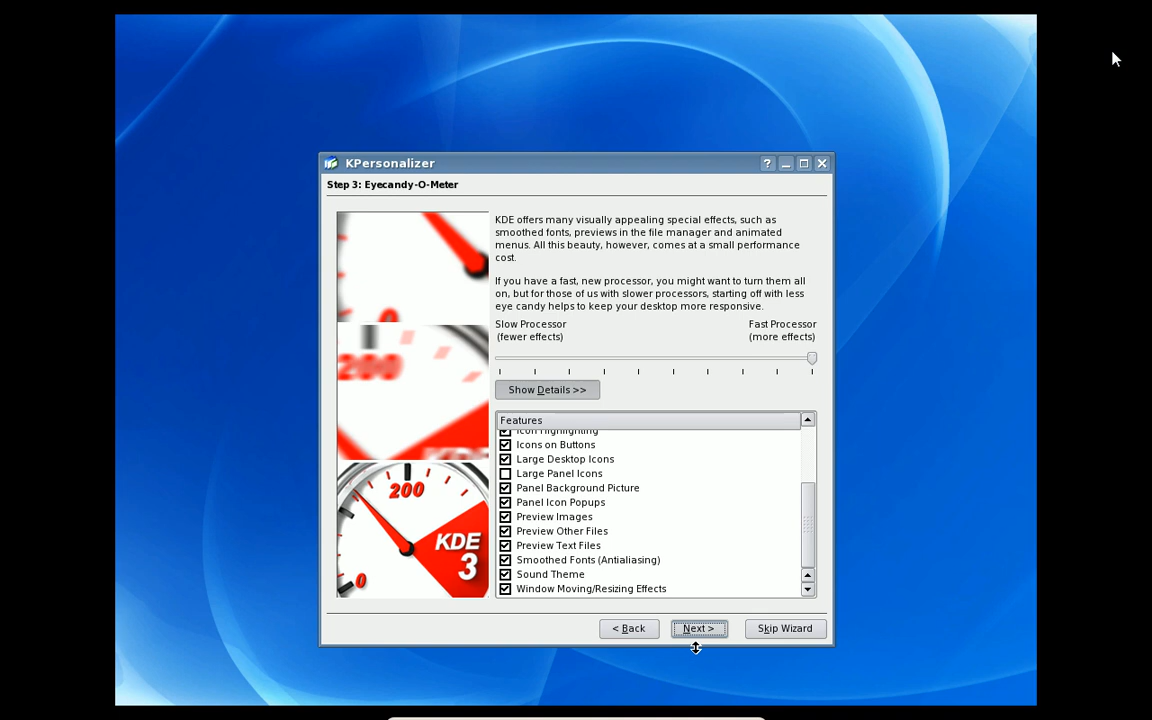 KPersonalizer
Step 3: Eyecandy-O-Meter
KDE offers many visually appealing special effects, such as
smoothed fonts, previews in the file manager and animated
menus. All this beauty, however, comes at a small performance
cost.
If you have a fast, new processor, you might want to turn them all
on, but for those of us with slower processors, starting off with less
eye candy helps to keep your desktop more responsive.
Slow Processor
(fewer effects)
Fast Processor
(more effects)
Show Details >>
Features
Icon Highlighting
Icons on Buttons
Large Desktop Icons
Large Panel Icons
Panel Background Picture
Panel Icon Popups
Preview Images
Preview Other Files
Preview Text Files
Smoothed Fonts (Antialiasing)
Sound Theme
Window Moving/Resizing Effects
0
200
200
KDE
3
0
< Back
Next >
Skip Wizard